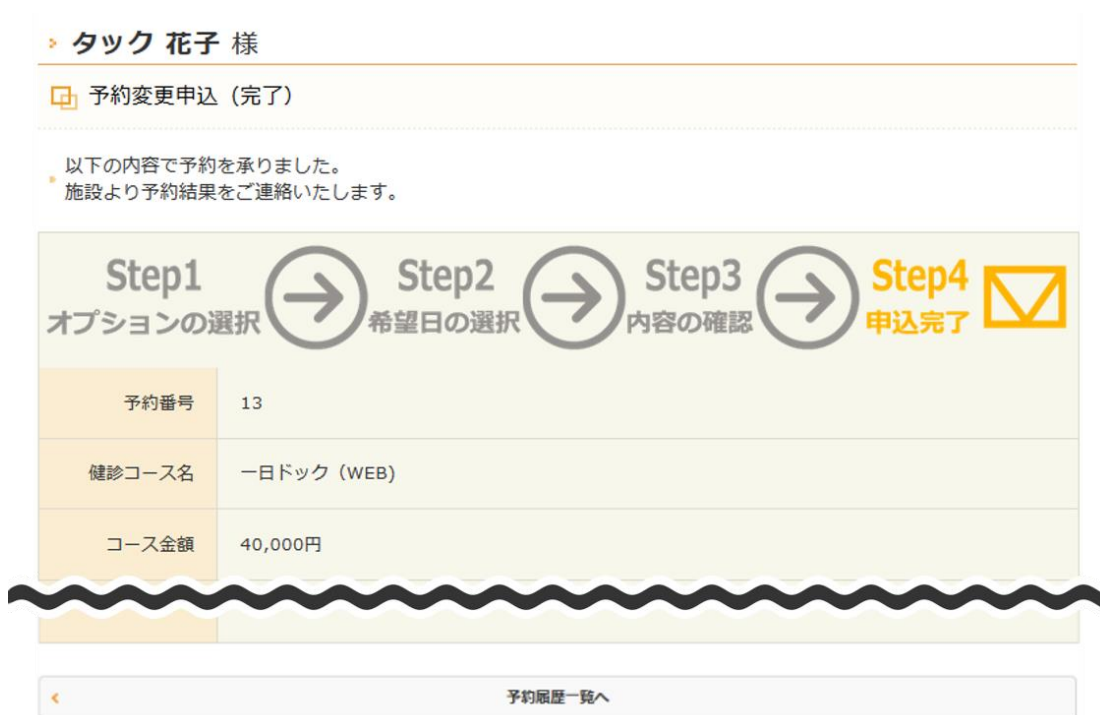 タック 花子 様
予約変更申込（完了）
以下の内容で予約を承りました。
施設より予約結果をご連絡いたします。
Step1 Step2 Step3 Step4
オプションの選択 希望日の選択 内容の確認 申込完了
予約番号 13
健診コース名 一日ドック（WEB)
コース金額 40,000円
予約履歴一覧へ